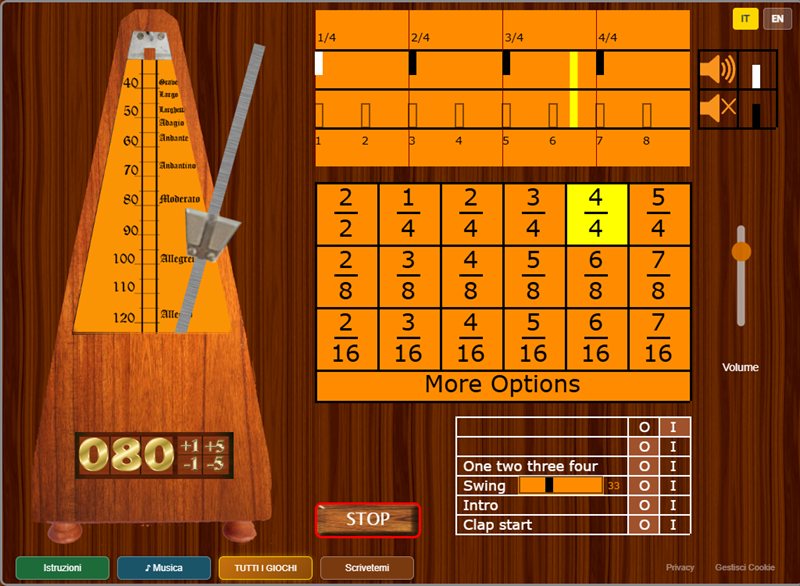 IT EN
1/4 2/4 3/4 4/4
1 2 3 4 5 6 7 8
40 Grave
Largo
50 Larghetto
Adagio
60 Andante
70 Andantino
80 Moderato
90
100 Allegre
110
120 Alle
2/2 1/4 2/4 3/4 4/4 5/4
2/8 3/8 4/8 5/8 6/8 7/8
2/16 3/16 4/16 5/16 6/16 7/16
More Options
Volume
O I
O I
One two three four O I
Swing 33 O I
Intro O I
Clap start O I
080 +1 +5
-1 -5
STOP
Istruzioni ♪ Musica TUTTI I GIOCHI Scrivetemi Privacy Gestisci Cookie